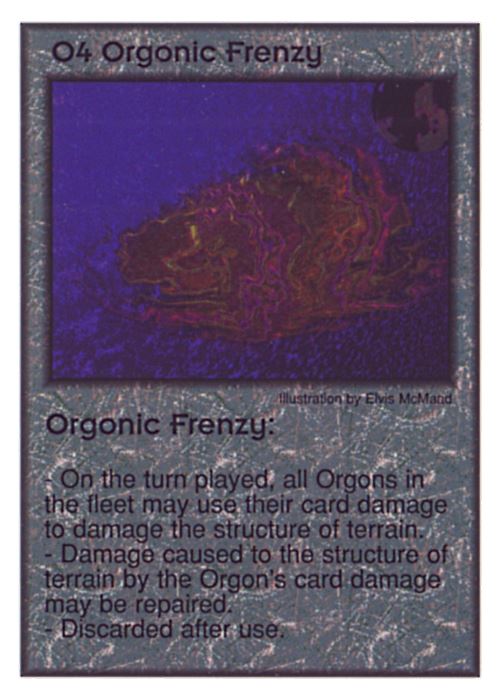 O4 Orgonic Frenzy
Illustration by Elvis McMand
Orgonic Frenzy:
- On the turn played, all Orgons in
the fleet may use their card damage
to damage the structure of terrain.
- Damage caused to the structure of
terrain by the Orgon's card damage
may be repaired.
- Discarded after use.